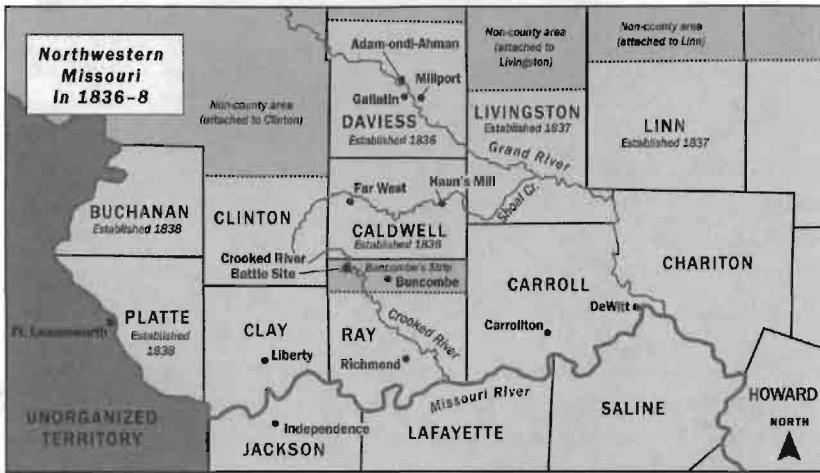 Northwestern
Missouri
In 1836-8
Adam-ondi-Ahman
Millport
Gallatin
DAVIESS
Established 1836
Non-county area
(attached to Clinton)
Non-county area
(attached to
Livingston)
Non-county area
(attached to Linn)
LIVINGSTON
Established 1837
LINN
Established 1837
Grand River
BUCHANAN
Established 1838
CLINTON
Far West
Haun's Mill
Shoal Cr.
CALDWELL
Established 1836
Crooked River
Battle Site
Buncombe's Strip
Buncombe
CARROLL
CHARITON
PLATTE
Established
1838
Ft. Leavenworth
CLAY
Liberty
RAY
Crooked River
Richmond
Carrollton
DeWitt
Missouri River
UNORGANIZED
TERRITORY
Independence
JACKSON
LAFAYETTE
SALINE
HOWARD
NORTH